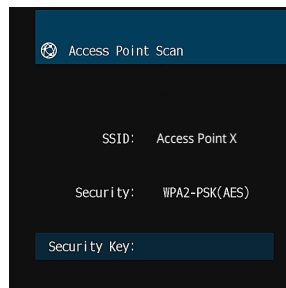 Access Point Scan
SSID: Access Point X
Security: WPA2-PSK(AES)
Security Key: